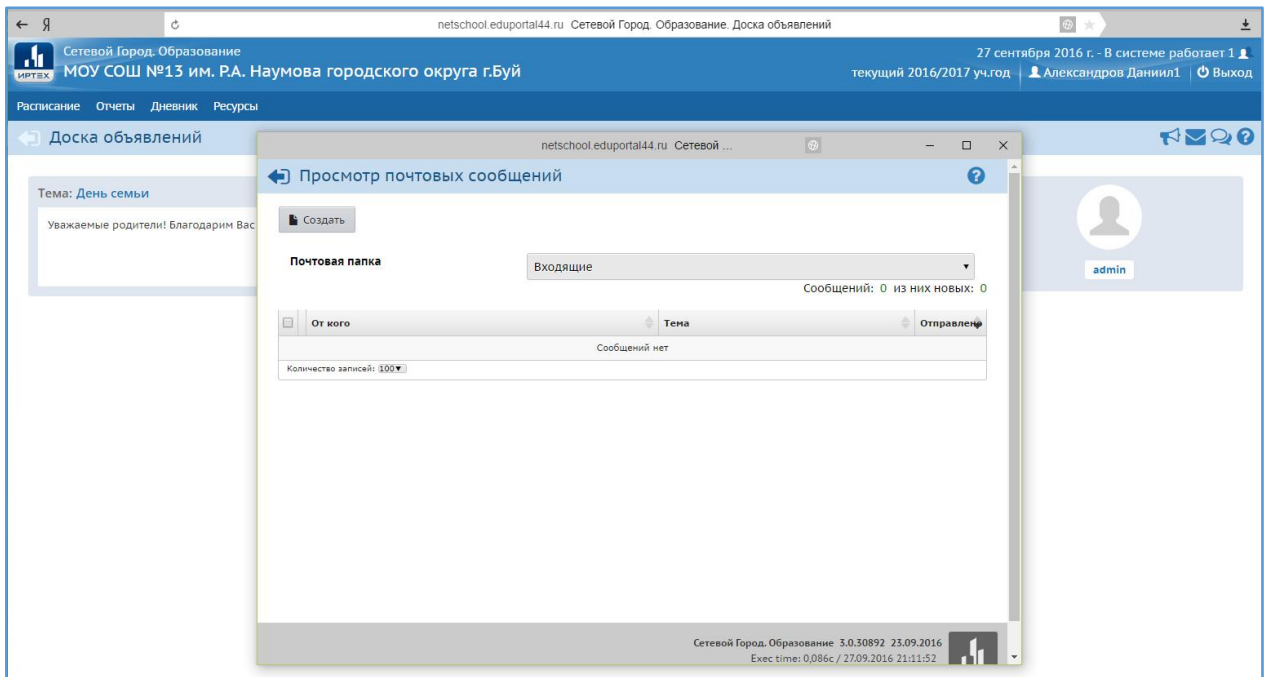 Я netschool.eduportal44.ru Сетевой Город. Образование. Доска объявлений
Сетевой Город. Образование
27 сентября 2016 г. - В системе работает 1
ИРТЕХ
МОУ СОШ №13 им. Р.А. Наумова городского округа г.Буй
текущий 2016/2017 уч.год Александров Даниил1 Выход
Расписание Отчеты Дневник Ресурсы
Доска объявлений
netschool.eduportal44.ru Сетевой ...
Просмотр почтовых сообщений
Тема: День семьи
Уважаемые родители! Благодарим Вас
Создать
Почтовая папка
Входящие
admin
Сообщений: 0 из них новых: 0
От кого Тема Отправлено
Сообщений нет
Количество записей: 100
Сетевой Город. Образование 3.0.30892 23.09.2016
Exec time: 0,086с / 27.09.2016 21:11:52